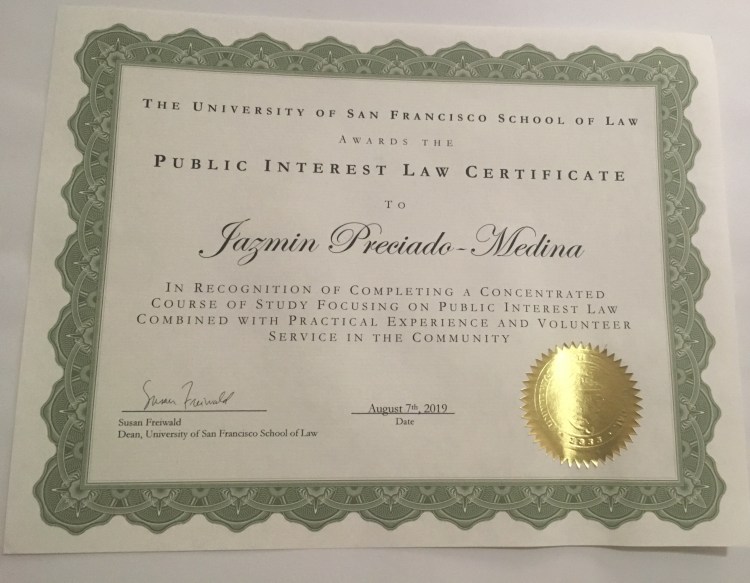 The University of San Francisco School of Law
Awards the
Public Interest Law Certificate
to
Jazmin Preciado-Medina
In Recognition of Completing a Concentrated
Course of Study Focusing on Public Interest Law
Combined with Practical Experience and Volunteer
Service in the Community
Susan Freiwald
August 7th, 2019
Susan Freiwald
Date
Dean, University of San Francisco School of Law